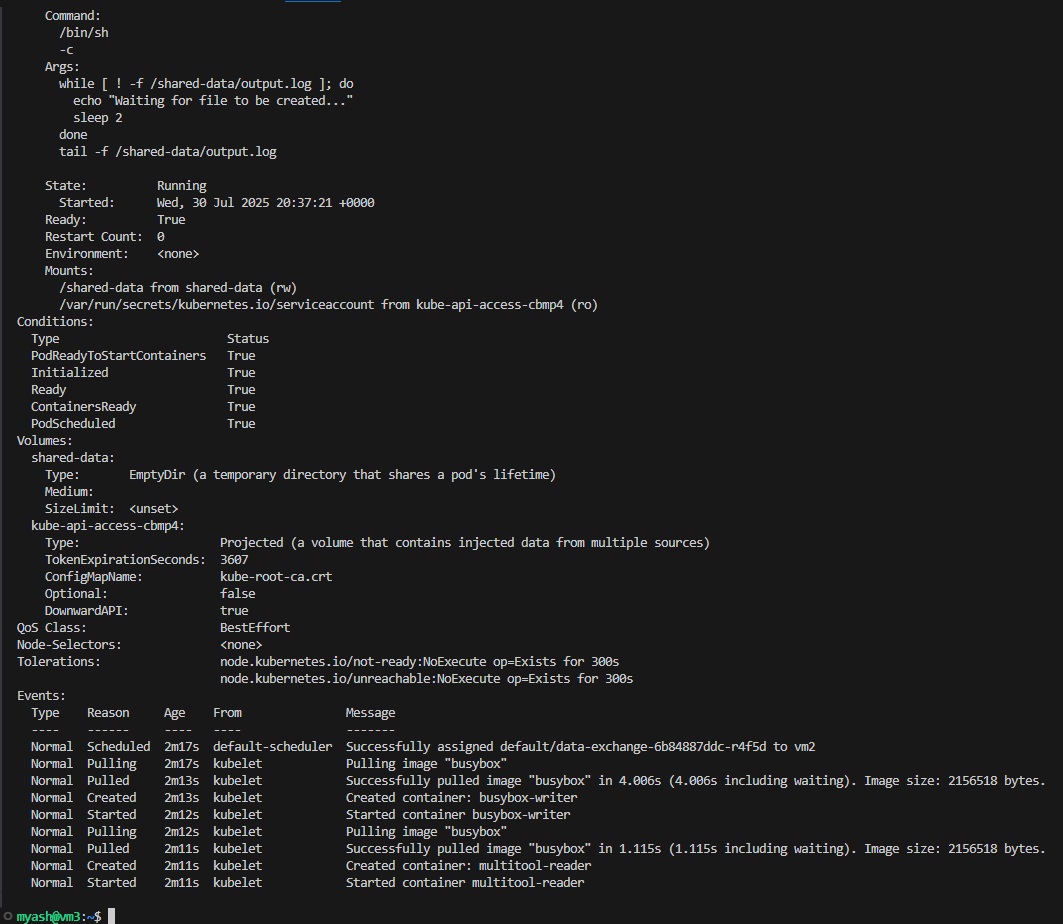 Command:
/bin/sh
-c
Args:
while [ ! -f /shared-data/output.log ]; do
echo "Waiting for file to be created..."
sleep 2
done
tail -f /shared-data/output.log
State: Running
Started: Wed, 30 Jul 2025 20:37:21 +0000
Ready: True
Restart Count: 0
Environment: <none>
Mounts:
/shared-data from shared-data (rw)
/var/run/secrets/kubernetes.io/serviceaccount from kube-api-access-cbmp4 (ro)
Conditions:
Type Status
PodReadyToStartContainers True
Initialized True
Ready True
ContainersReady True
PodScheduled True
Volumes:
shared-data:
Type: EmptyDir (a temporary directory that shares a pod's lifetime)
Medium:
SizeLimit: <unset>
kube-api-access-cbmp4:
Type: Projected (a volume that contains injected data from multiple sources)
TokenExpirationSeconds: 3607
ConfigMapName: kube-root-ca.crt
Optional: false
DownwardAPI: true
QoS Class: BestEffort
Node-Selectors: <none>
Tolerations: node.kubernetes.io/not-ready:NoExecute op=Exists for 300s
node.kubernetes.io/unreachable:NoExecute op=Exists for 300s
Events:
Type Reason Age From Message
---- ------ ---- ---- -------
Normal Scheduled 2m17s default-scheduler Successfully assigned default/data-exchange-6b84887ddc-r4f5d to vm2
Normal Pulling 2m17s kubelet Pulling image "busybox"
Normal Pulled 2m13s kubelet Successfully pulled image "busybox" in 4.006s (4.006s including waiting). Image size: 2156518 bytes.
Normal Created 2m13s kubelet Created container: busybox-writer
Normal Started 2m12s kubelet Started container busybox-writer
Normal Pulling 2m12s kubelet Pulling image "busybox"
Normal Pulled 2m11s kubelet Successfully pulled image "busybox" in 1.115s (1.115s including waiting). Image size: 2156518 bytes.
Normal Created 2m11s kubelet Created container: multitool-reader
Normal Started 2m11s kubelet Started container multitool-reader
myash@vm3:~$